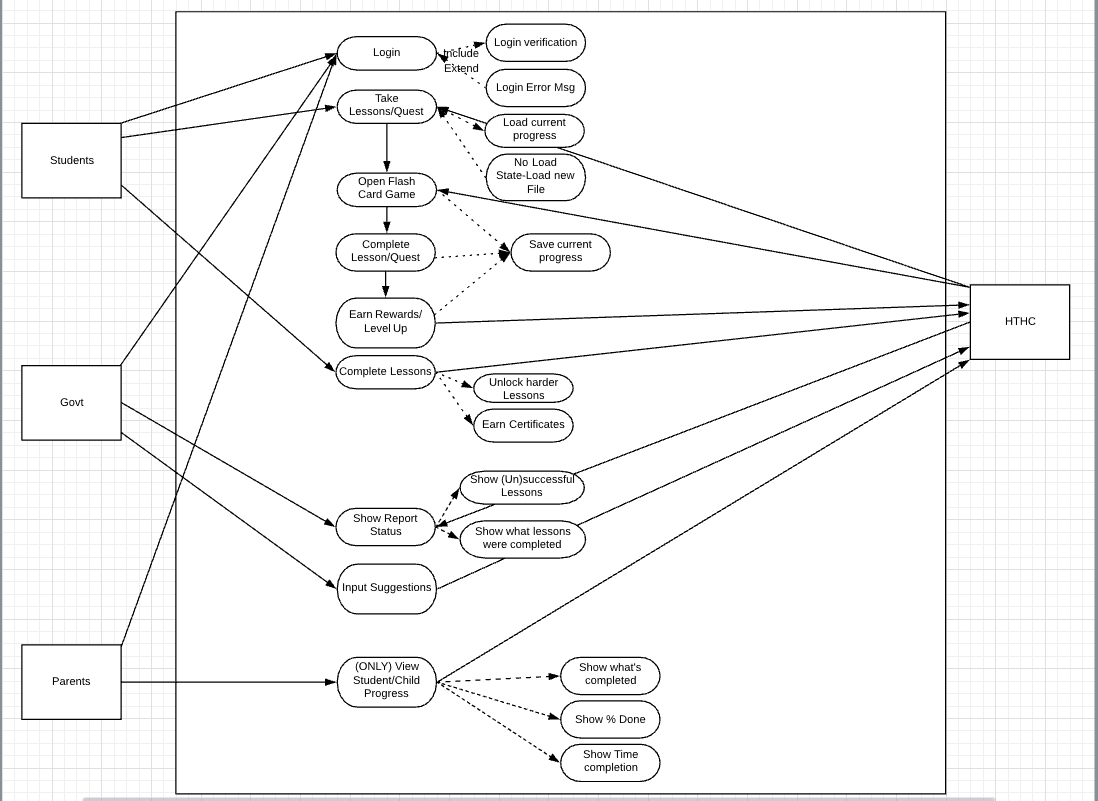 Login
Include
Extend
Login verification
Login Error Msg
Take
Lessons/Quest
Load current
progress
No Load
State-Load new
File
Students
Open Flash
Card Game
Complete
Lesson/Quest
Save current
progress
Earn Rewards/
Level Up
HTHC
Complete Lessons
Unlock harder
Lessons
Earn Certificates
Govt
Show (Un)successful
Lessons
Show Report
Status
Show what lessons
were completed
Input Suggestions
Parents
(ONLY) View
Student/Child
Progress
Show what's
completed
Show % Done
Show Time
completion